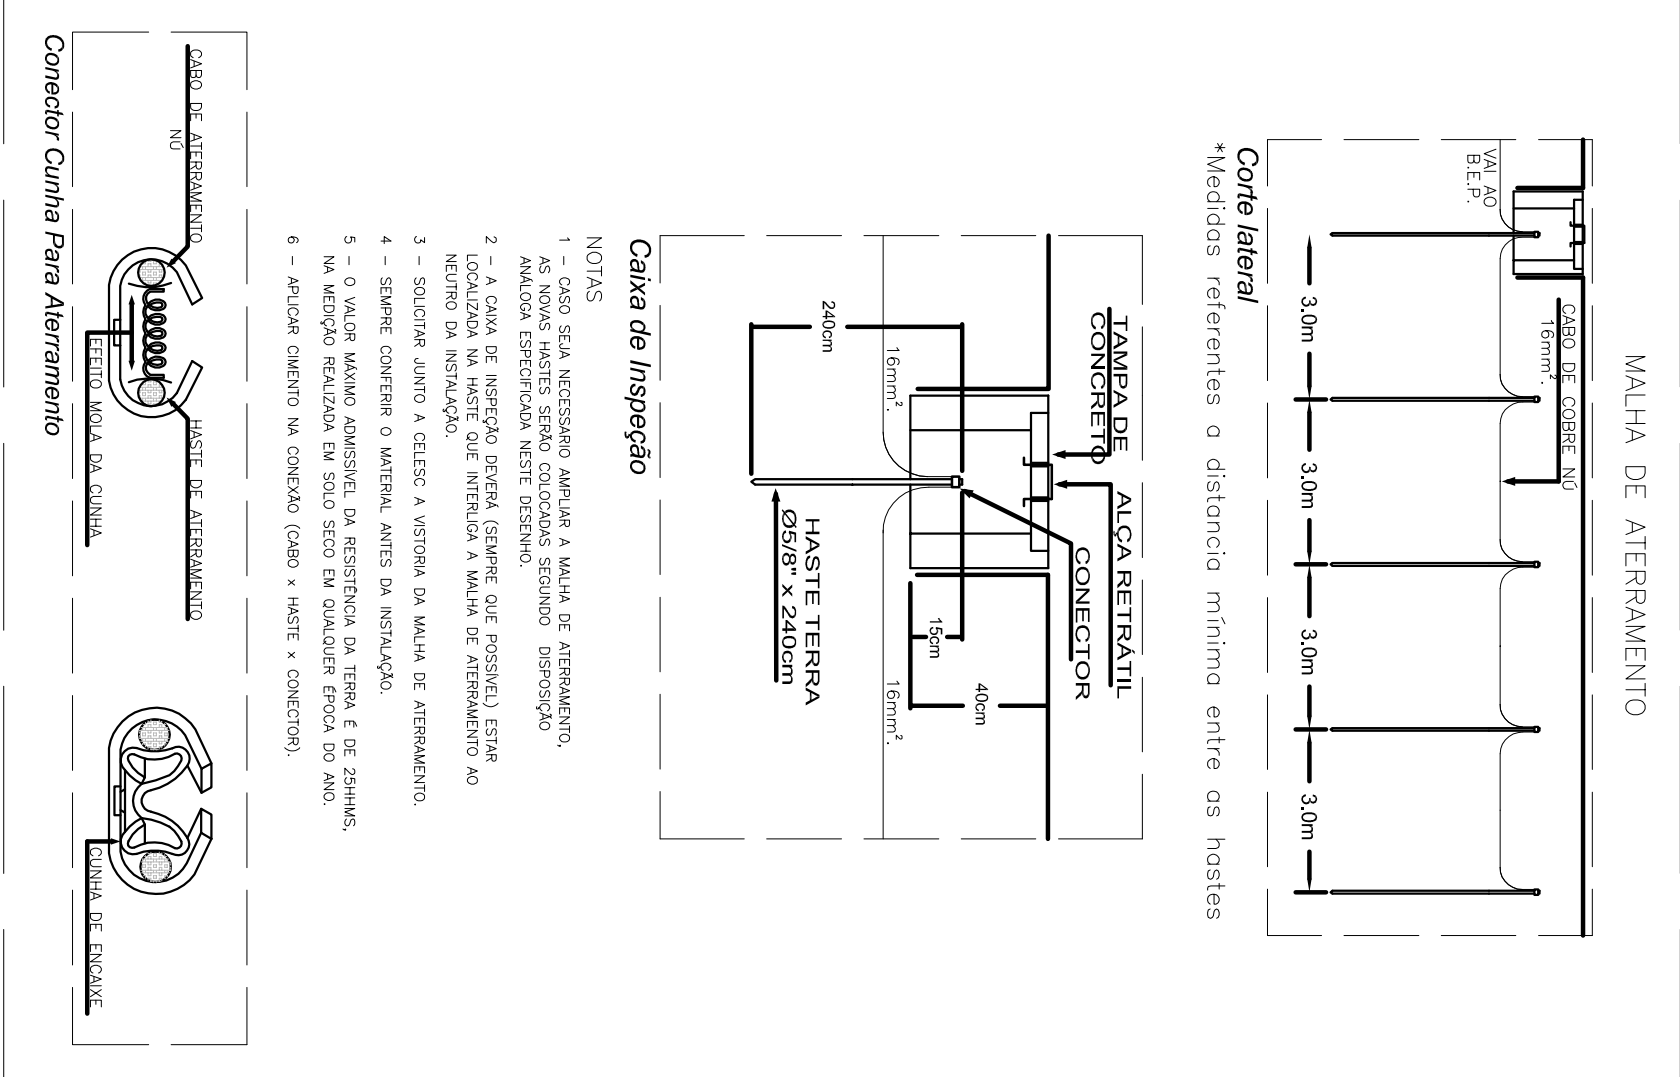 MALHA DE ATERRAMENTO
CABO DE COBRE NÚ
16mm².
VAI AO
B.E.P.
3.0m
3.0m
3.0m
3.0m
Corte lateral
*Medidas referentes a distancia mínima entre as hastes
TAMPA DE
CONCRETO
ALÇA RETRÁTIL
CONECTOR
40cm
15cm
16mm².
16mm².
240cm
HASTE TERRA
Ø5/8" x 240cm
Caixa de Inspeção
NOTAS
1 - CASO SEJA NECESSARIO AMPLIAR A MALHA DE ATERRAMENTO,
AS NOVAS HASTES SERÃO COLOCADAS SEGUNDO DISPOSIÇÃO
ANÁLOGA ESPECIFICADA NESTE DESENHO.
2 - A CAIXA DE INSPEÇÃO DEVERÁ (SEMPRE QUE POSSÍVEL) ESTAR
LOCALIZADA NA HASTE QUE INTERLIGA A MALHA DE ATERRAMENTO AO
NEUTRO DA INSTALAÇÃO.
3 - SOLICITAR JUNTO A CELESC A VISTORIA DA MALHA DE ATERRAMENTO.
4 - SEMPRE CONFERIR O MATERIAL ANTES DA INSTALAÇÃO.
5 - O VALOR MÁXIMO ADMISSÍVEL DA RESISTÊNCIA DA TERRA É DE 25HHMS,
NA MEDIÇÃO REALIZADA EM SOLO SECO EM QUALQUER ÉPOCA DO ANO.
6 - APLICAR CIMENTO NA CONEXÃO (CABO x HASTE x CONECTOR).
CABO DE ATERRAMENTO
NÚ
HASTE DE ATERRAMENTO
EFEITO MOLA DA CUNHA
CUNHA DE ENCAIXE
Conector Cunha Para Aterramento